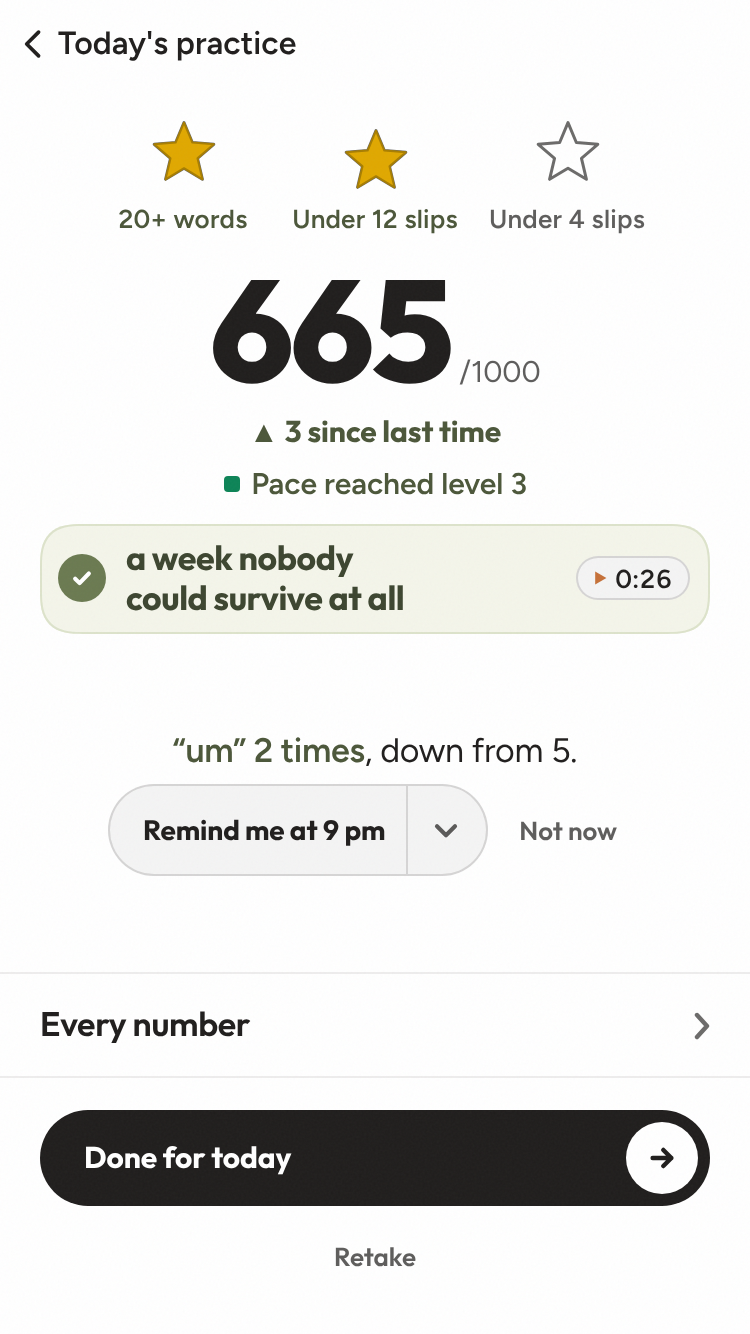 Today's practice
20+ words
Under 12 slips
Under 4 slips
665/1000
▲ 3 since last time
Pace reached level 3
a week nobody
could survive at all
0:26
“um” 2 times, down from 5.
Remind me at 9 pm
Not now
Every number
Done for today
Retake